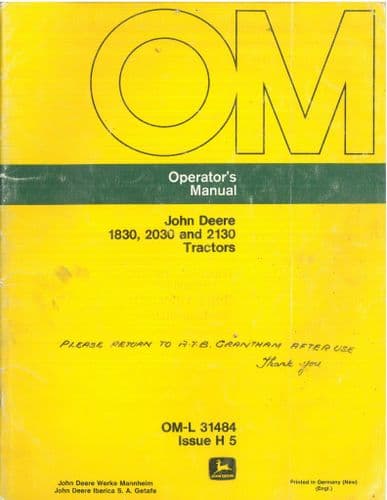 OM
Operator's
Manual
John Deere
1830, 2030 and 2130
Tractors
PLEASE RETURN TO A.T.B. GRANTHAM AFTER USE
Thank you
OM-L 31484
Issue H 5
John Deere Werke Mannheim
John Deere Iberica S. A. Getafe
Printed in Germany (New)
(Engl.)